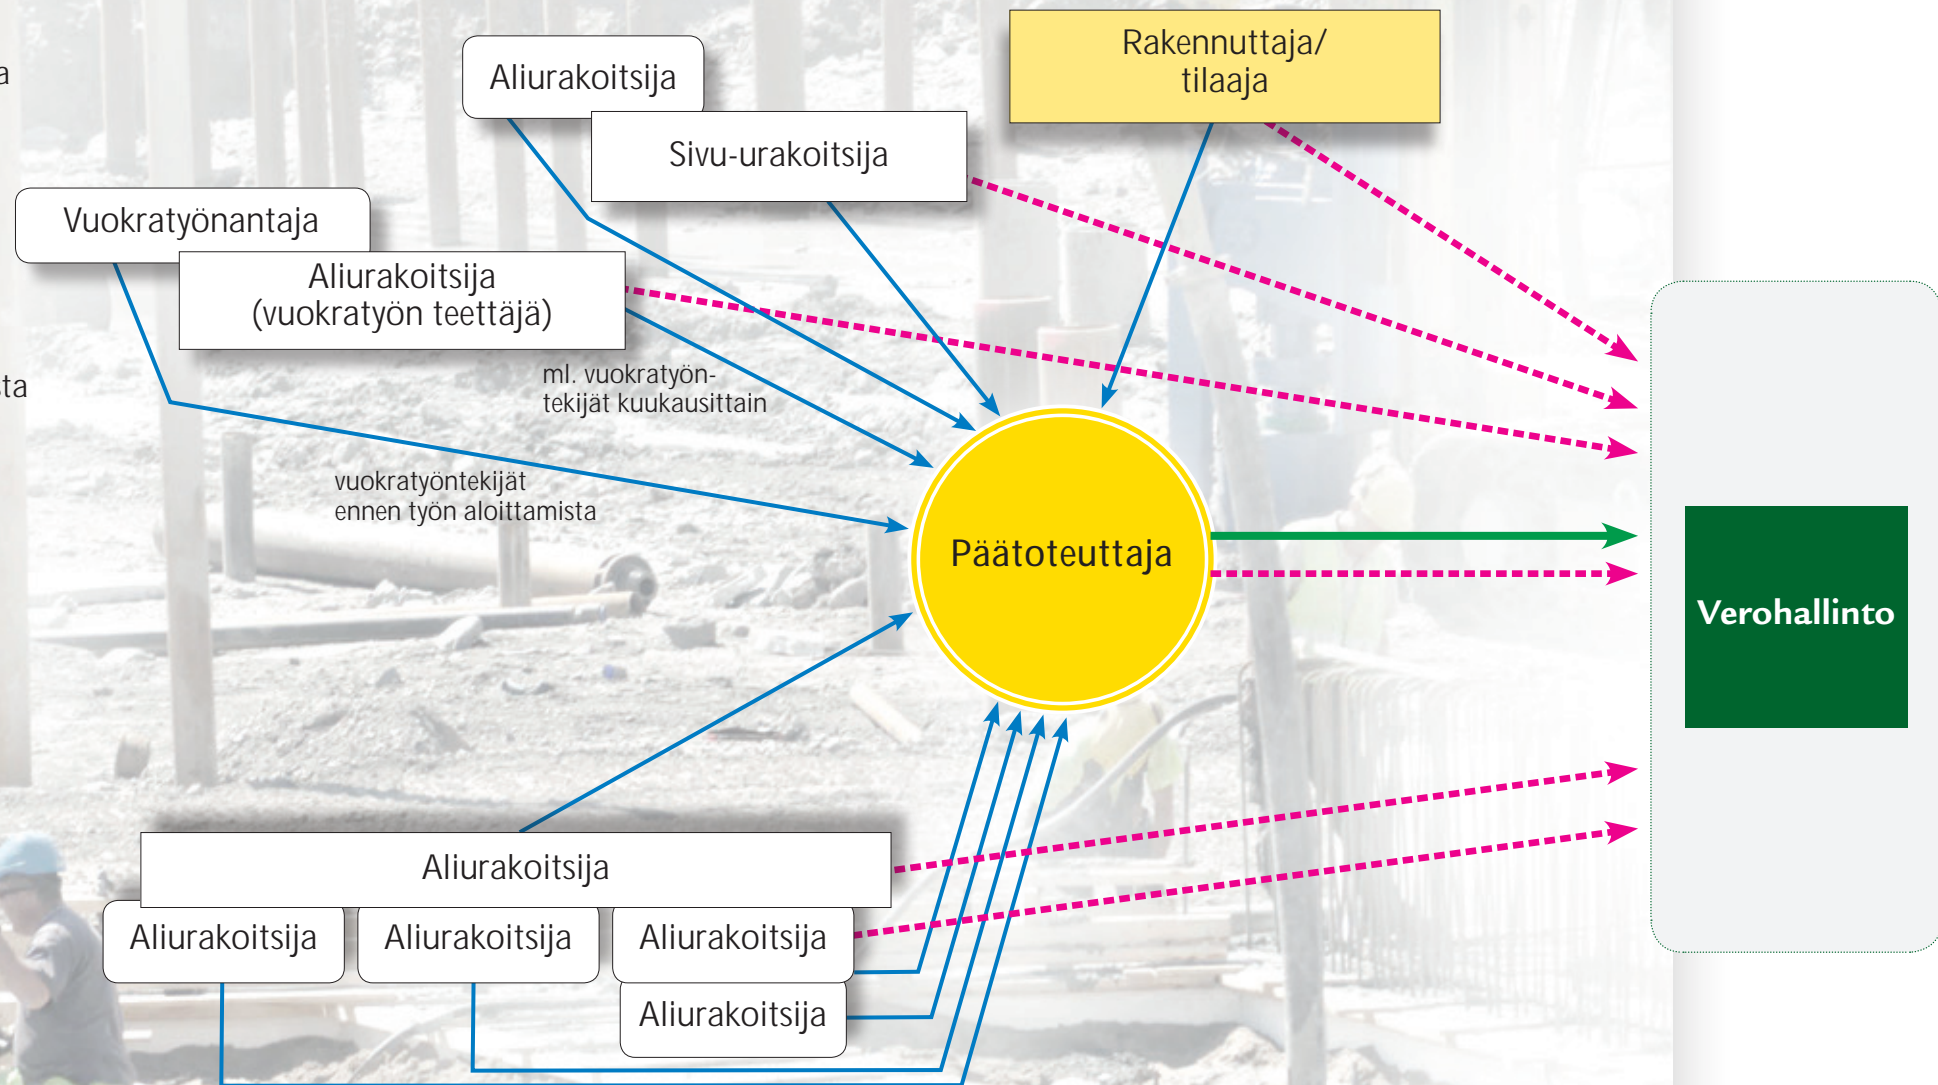 a
sta
Aliurakoitsija
Sivu-urakoitsija
Rakennuttaja/
tilaaja
Vuokratyönantaja
Aliurakoitsija
(vuokratyön teettäjä)
ml. vuokratyön-
tekijät kuukausittain
vuokratyöntekijät
ennen työn aloittamista
Päätoteuttaja
Verohallinto
Aliurakoitsija
Aliurakoitsija
Aliurakoitsija
Aliurakoitsija
Aliurakoitsija